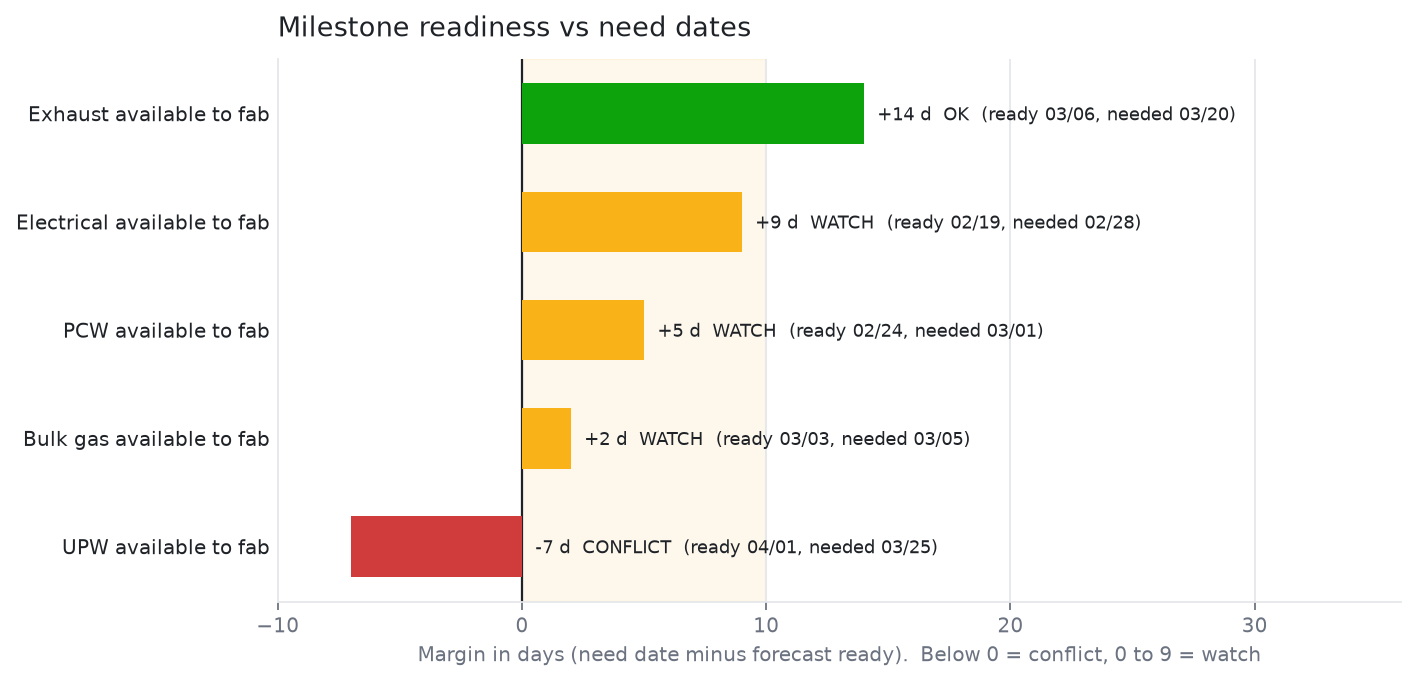 Milestone readiness vs need dates
Exhaust available to fab
+14 d  OK  (ready 03/06, needed 03/20)
Electrical available to fab
+9 d  WATCH  (ready 02/19, needed 02/28)
PCW available to fab
+5 d  WATCH  (ready 02/24, needed 03/01)
Bulk gas available to fab
+2 d  WATCH  (ready 03/03, needed 03/05)
UPW available to fab
-7 d  CONFLICT  (ready 04/01, needed 03/25)
−10 0 10 20 30
Margin in days (need date minus forecast ready).  Below 0 = conflict, 0 to 9 = watch